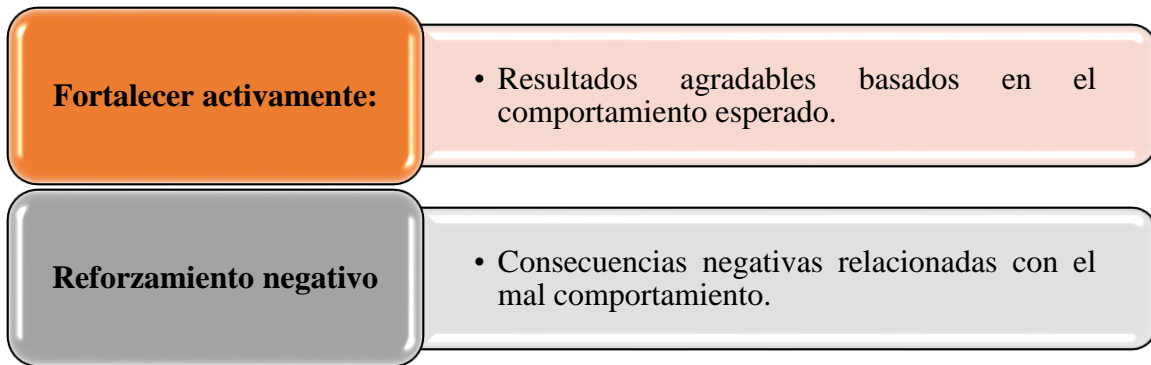 Fortalecer activamente:
• Resultados agradables basados en el
comportamiento esperado.
Reforzamiento negativo
• Consecuencias negativas relacionadas con el
mal comportamiento.